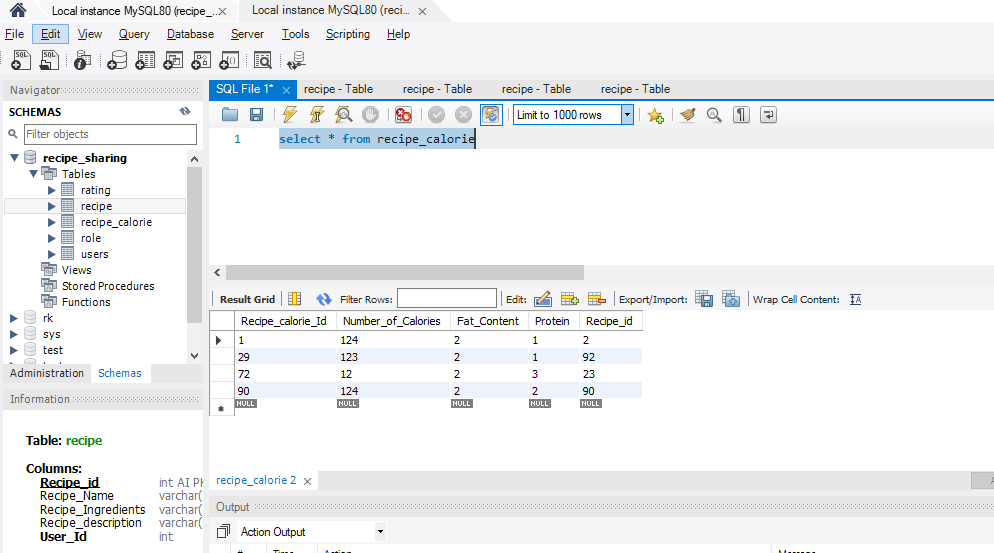 Local instance MySQL80 (recipe_... Local instance MySQL80 (reci...
File Edit View Query Database Server Tools Scripting Help
Navigator
SCHEMAS
Filter objects
recipe_sharing
Tables
rating
recipe
recipe_calorie
role
users
Views
Stored Procedures
Functions
rk
sys
test
Administration Schemas
Information
Table: recipe
Columns:
Recipe_id int AI PK
Recipe_Name varchar(
Recipe_Ingredients varchar(
Recipe_description varchar(
User_Id int
SQL File 1* recipe - Table recipe - Table recipe - Table recipe - Table
Limit to 1000 rows
1 select * from recipe_calorie
Result Grid Filter Rows: Edit: Export/Import: Wrap Cell Content:
Recipe_calorie_Id Number_of_Calories Fat_Content Protein Recipe_id
1 124 2 1 2
29 123 2 1 92
72 12 2 3 23
90 124 2 2 90
NULL NULL NULL NULL NULL
recipe_calorie 2
Output
Action Output
# Time Action Message